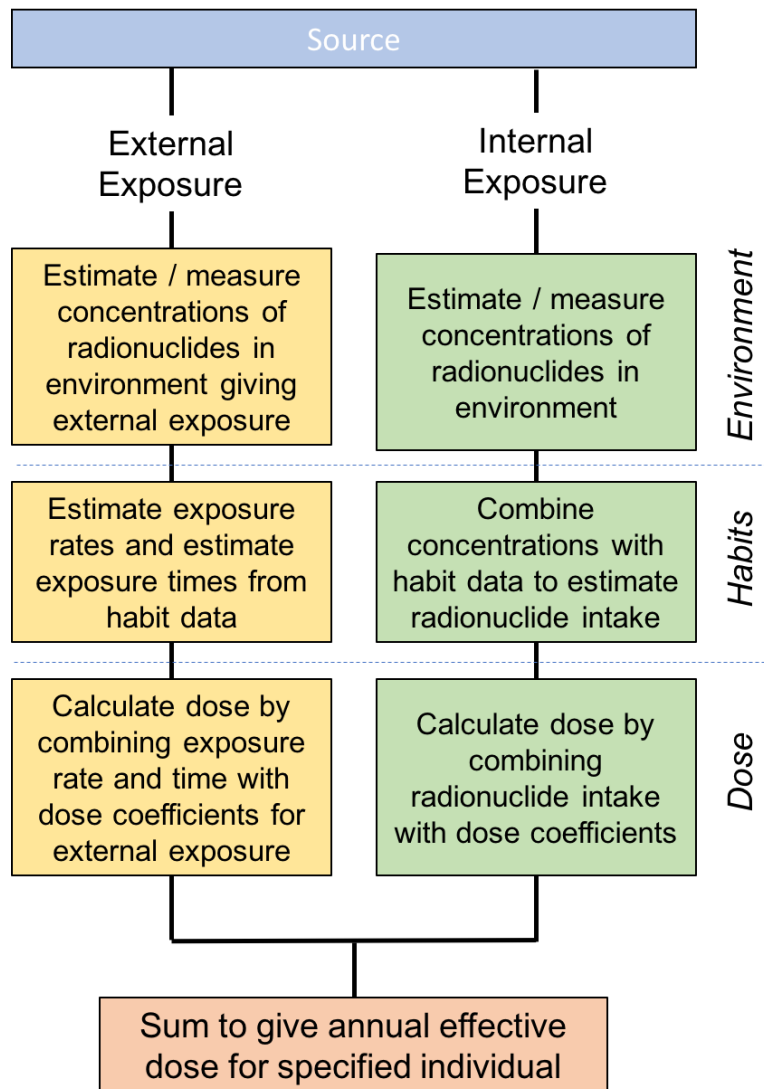 Source
External
Exposure
Internal
Exposure
Estimate / measure
concentrations of
radionuclides in
environment giving
external exposure
Estimate / measure
concentrations of
radionuclides in
environment
Environment
Estimate exposure
rates and estimate
exposure times from
habit data
Combine
concentrations with
habit data to estimate
radionuclide intake
Habits
Calculate dose by
combining exposure
rate and time with
dose coefficients for
external exposure
Calculate dose by
combining
radionuclide intake
with dose coefficients
Dose
Sum to give annual effective
dose for specified individual